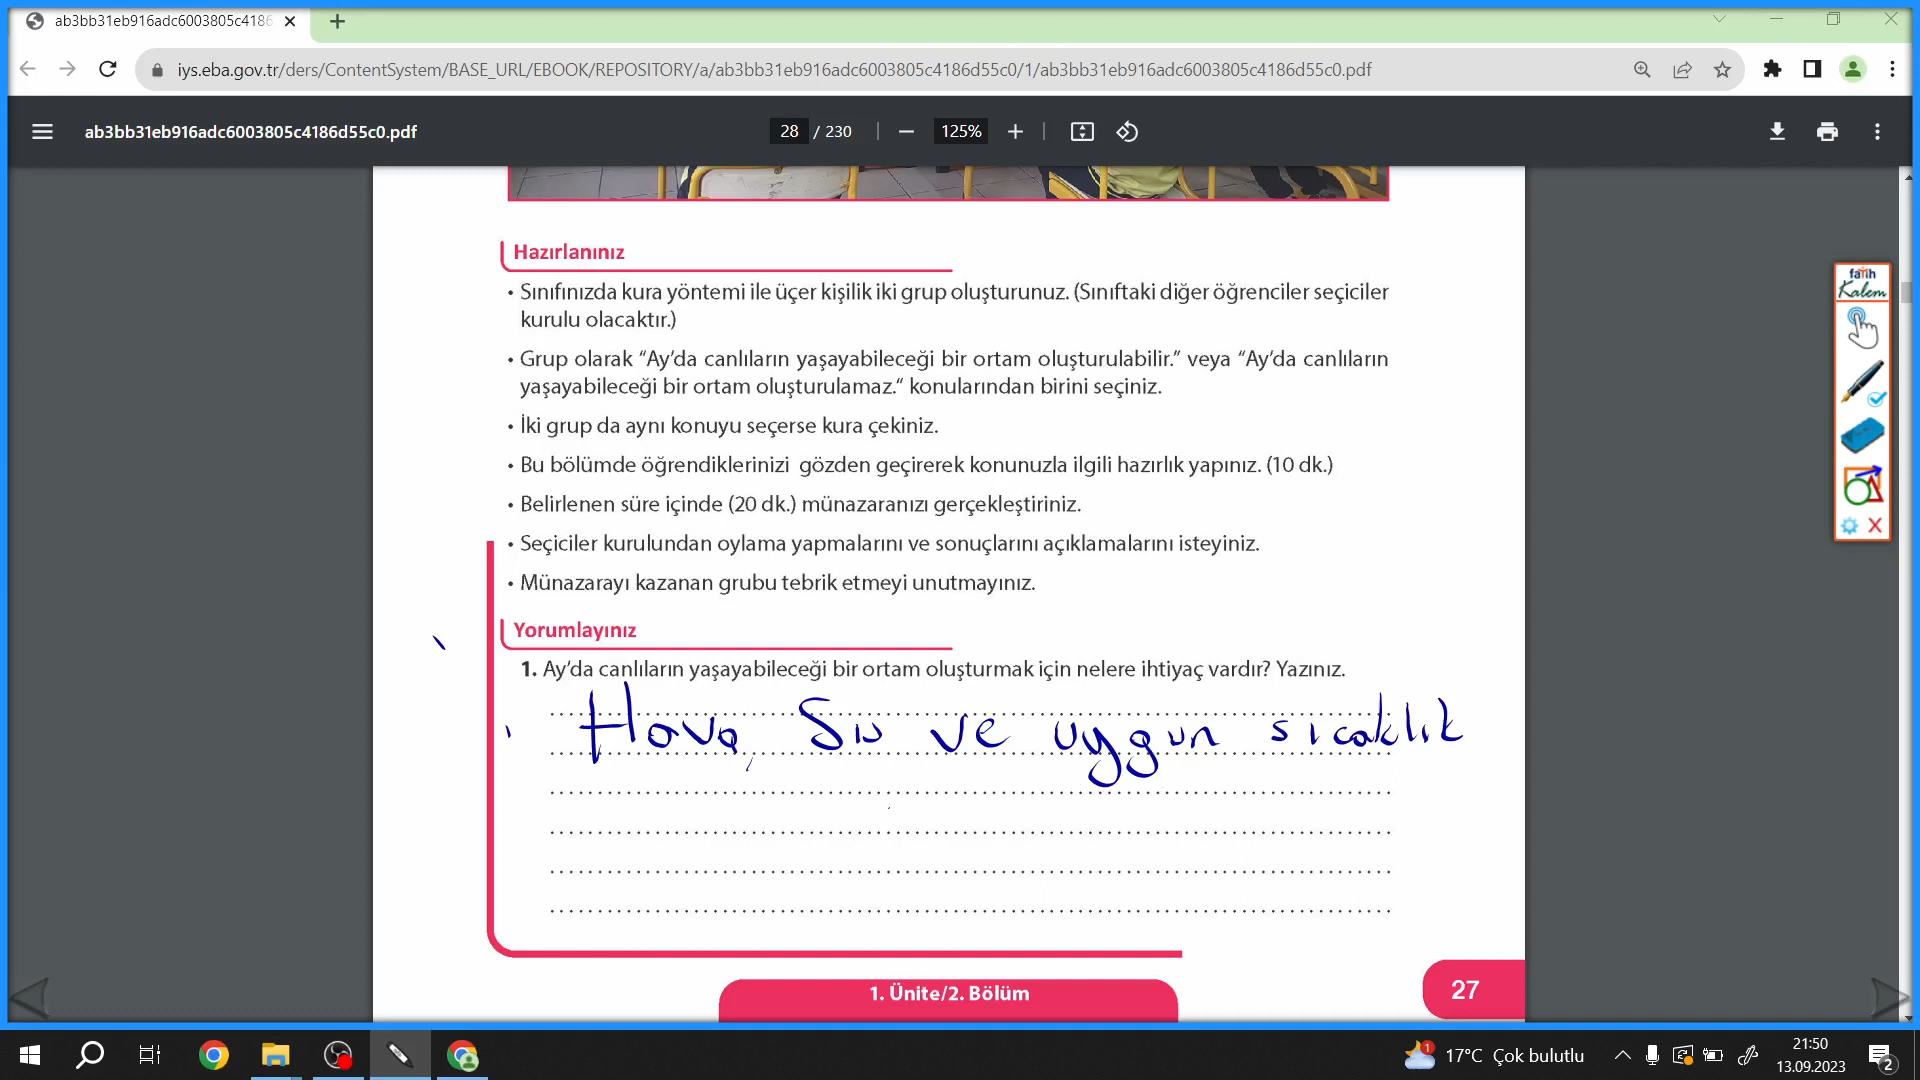 ab3bb31eb916adc6003805c4186
iys.eba.gov.tr/ders/ContentSystem/BASE_URL/EBOOK/REPOSITORY/a/ab3bb31eb916adc6003805c4186d55c0/1/ab3bb31eb916adc6003805c4186d55c0.pdf
ab3bb31eb916adc6003805c4186d55c0.pdf
28 / 230
125%
Hazırlanınız
• Sınıfınızda kura yöntemi ile üçer kişilik iki grup oluşturunuz. (Sınıftaki diğer öğrenciler seçiciler
kurulu olacaktır.)
• Grup olarak “Ay’da canlıların yaşayabileceği bir ortam oluşturulabilir.” veya “Ay’da canlıların
yaşayabileceği bir ortam oluşturulamaz.“ konularından birini seçiniz.
• İki grup da aynı konuyu seçerse kura çekiniz.
• Bu bölümde öğrendiklerinizi gözden geçirerek konunuzla ilgili hazırlık yapınız. (10 dk.)
• Belirlenen süre içinde (20 dk.) münazaranızı gerçekleştiriniz.
• Seçiciler kurulundan oylama yapmalarını ve sonuçlarını açıklamalarını isteyiniz.
• Münazarayı kazanan grubu tebrik etmeyi unutmayınız.
Yorumlayınız
1. Ay’da canlıların yaşayabileceği bir ortam oluşturmak için nelere ihtiyaç vardır? Yazınız.
Hava, Su ve uygun sıcaklık
1. Ünite/2. Bölüm
27
fatih
Kalem
1
17°C Çok bulutlu
21:50
13.09.2023
2